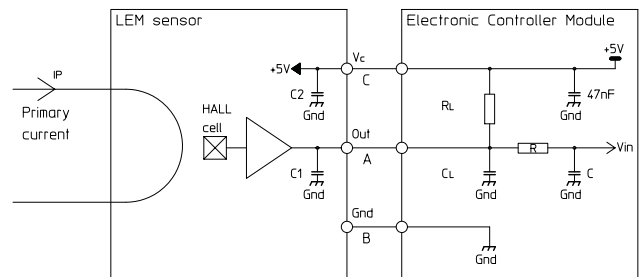 LEM sensor
Electronic Controller Module
+5V
Vc
+5V
C
IP
C2
Gnd
47nF
Gnd
Primary
current
HALL
cell
RL
Out
A
R
Vin
C1
Gnd
CL
Gnd
C
Gnd
Gnd
B
Gnd